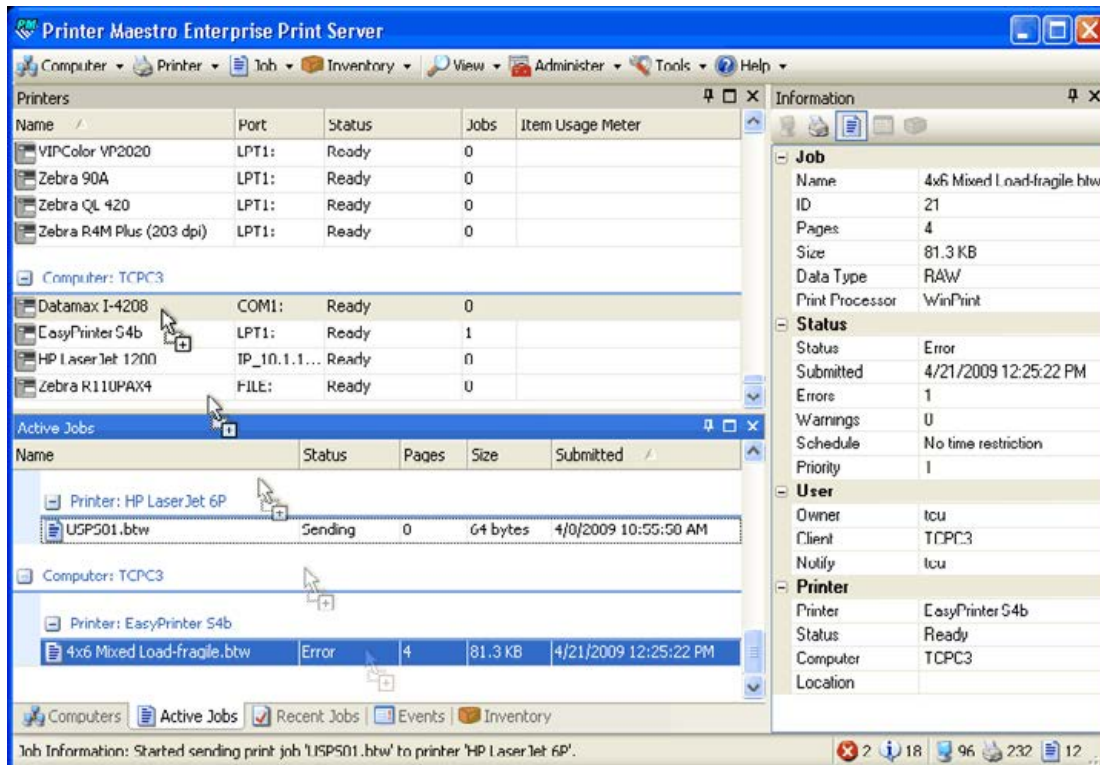 Printer Maestro Enterprise Print Server
Computer Printer Job Inventory View Administer Tools Help
Printers
Name Port Status Jobs Item Usage Meter
VIPColor VP2020 LPT1: Ready 0
Zebra 90A LPT1: Ready 0
Zebra QL 420 LPT1: Ready 0
Zebra R4M Plus (203 dpi) LPT1: Ready 0
Computer: TCPC3
Datamax I-4208 COM1: Ready 0
EasyPrinter S4b LPT1: Ready 1
HP LaserJet 1200 IP_10.1.1... Ready 0
Zebra R110PAX4 FILE: Ready 0
Active Jobs
Name Status Pages Size Submitted
Printer: HP LaserJet 6P
USPS01.btw Sending 0 64 bytes 4/8/2009 10:55:50 AM
Computer: TCPC3
Printer: EasyPrinter S4b
4x6 Mixed Load-fragile.btw Error 4 81.3 KB 4/21/2009 12:25:22 PM
Computers Active Jobs Recent Jobs Events Inventory
Information
Job
Name 4x6 Mixed Load-fragile.btw
ID 21
Pages 4
Size 81.3 KB
Data Type RAW
Print Processor WinPrint
Status
Status Error
Submitted 4/21/2009 12:25:22 PM
Errors 1
Warnings 0
Schedule No time restriction
Priority 1
User
Owner tcu
Client TCPC3
Notify tcu
Printer
Printer EasyPrinter S4b
Status Ready
Computer TCPC3
Location
Job Information: Started sending print job 'USPS01.btw' to printer 'HP LaserJet 6P'.
2 18 96 232 12